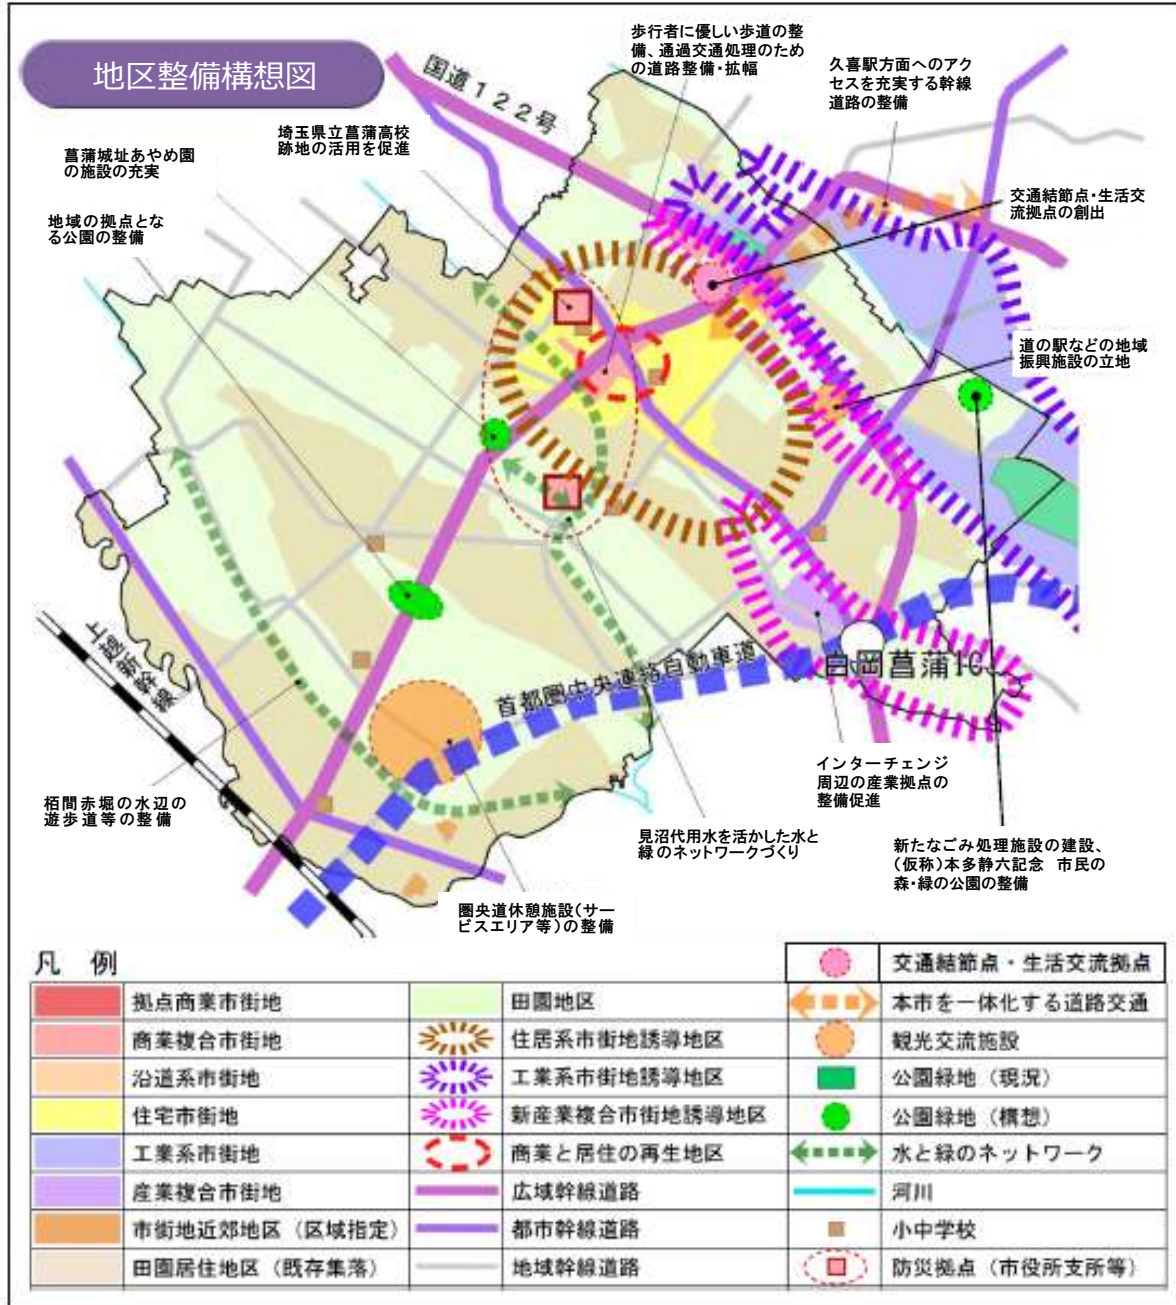 地区整備構想図
国道122号
歩行者に優しい歩道の整
備、通過交通処理のため
の道路整備・拡幅
久喜駅方面へのアク
セスを充実する幹線
道路の整備
埼玉県立菖蒲高校
跡地の活用を促進
菖蒲城址あやめ園
の施設の充実
地域の拠点とな
る公園の整備
交通結節点・生活交
流拠点の創出
道の駅などの地域
振興施設の立地
上越新幹線
首都圏中央連絡自動車道
白岡菖蒲IC
栢間赤堀の水辺の
遊歩道等の整備
インターチェンジ
周辺の産業拠点の
整備促進
見沼代用水を活かした水と
緑のネットワークづくり
新たなごみ処理施設の建設、
(仮称)本多静六記念 市民の
森・緑の公園の整備
圏央道休憩施設(サー
ビスエリア等)の整備
凡 例
拠点商業市街地
商業複合市街地
沿道系市街地
住宅市街地
工業系市街地
産業複合市街地
市街地近郊地区(区域指定)
田園居住地区(既存集落)
田園地区
住居系市街地誘導地区
工業系市街地誘導地区
新産業複合市街地誘導地区
商業と居住の再生地区
広域幹線道路
都市幹線道路
地域幹線道路
交通結節点・生活交流拠点
本市を一体化する道路交通
観光交流施設
公園緑地(現況)
公園緑地(構想)
水と緑のネットワーク
河川
小中学校
防災拠点(市役所支所等)